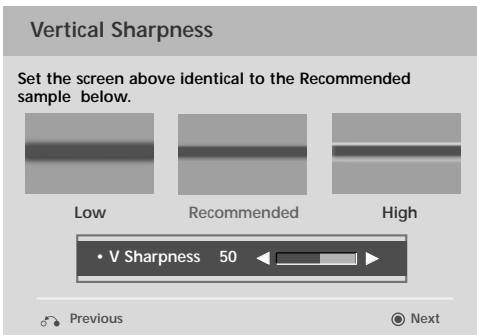 Vertical Sharpness
Set the screen above identical to the Recommended
sample below.
Low Recommended High
• V Sharpness 50
Previous Next